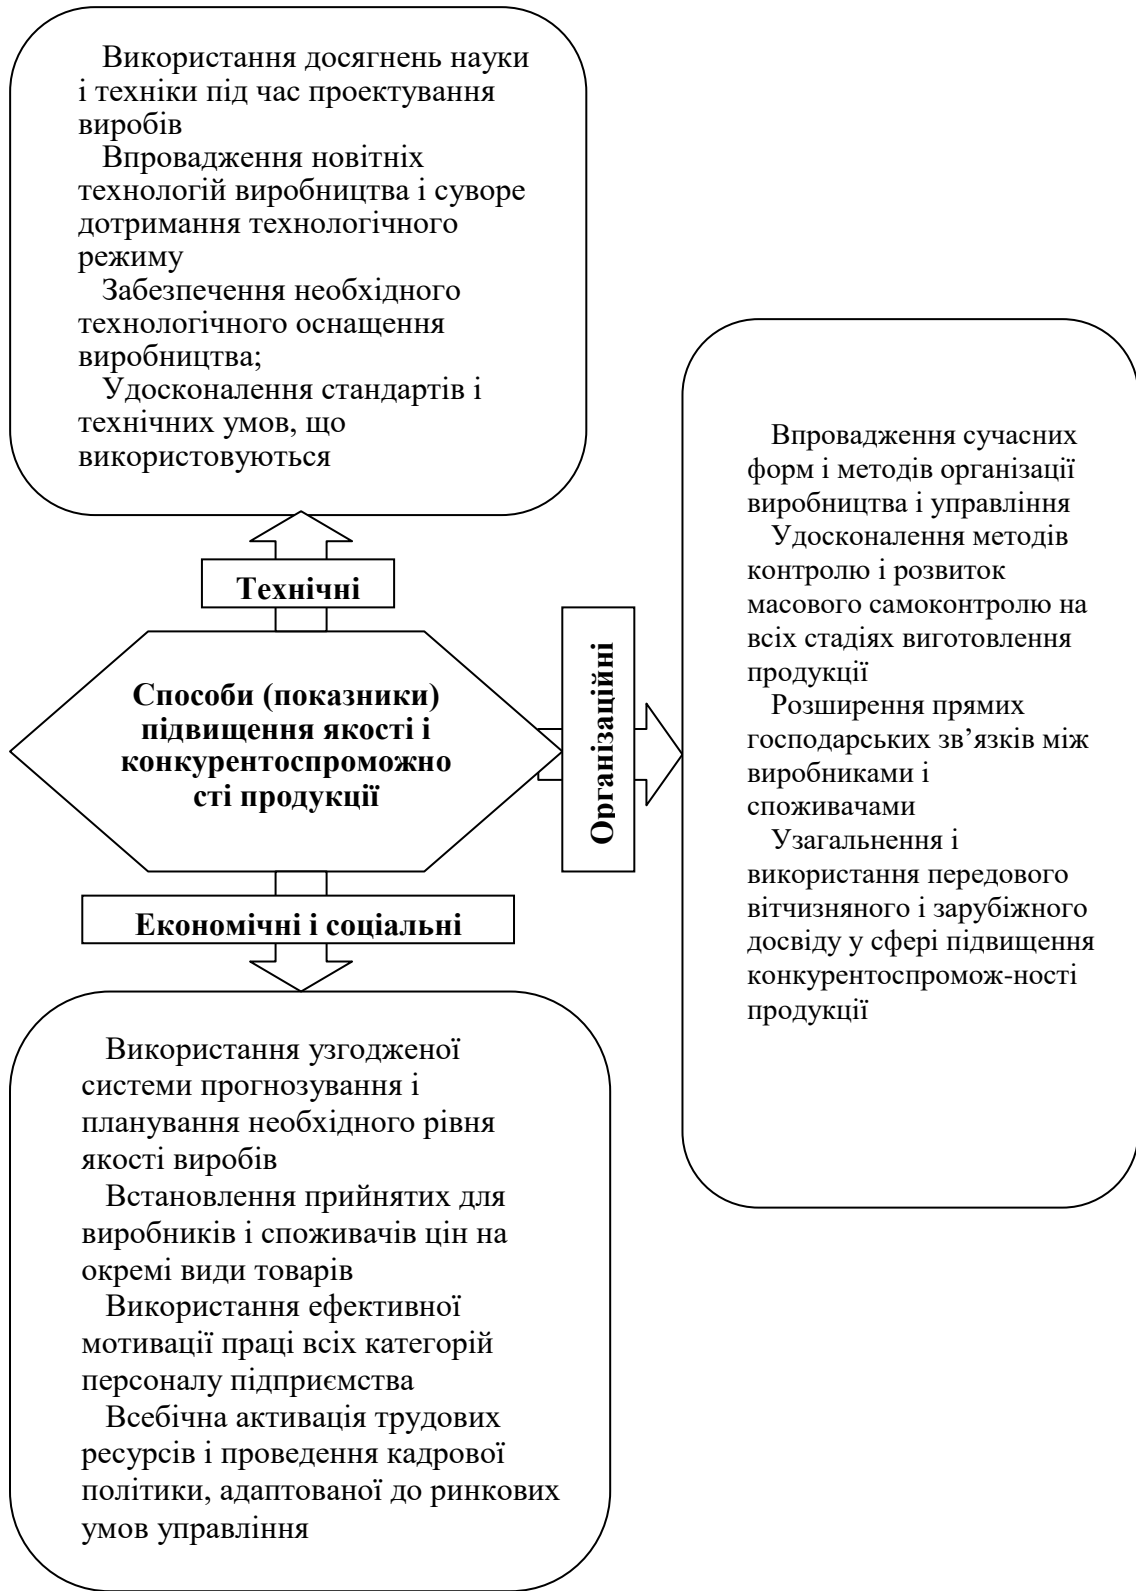 Використання досягнень науки
і техніки під час проектування
виробів
Впровадження новітніх
технологій виробництва і суворе
дотримання технологічного
режиму
Забезпечення необхідного
технологічного оснащення
виробництва;
Удосконалення стандартів і
технічних умов, що
використовуються
Технічні
Способи (показники)
підвищення якості і
конкурентоспроможно
сті продукції
Організаційні
Впровадження сучасних
форм і методів організації
виробництва і управління
Удосконалення методів
контролю і розвиток
масового самоконтролю на
всіх стадіях виготовлення
продукції
Розширення прямих
господарських зв’язків між
виробниками і
споживачами
Узагальнення і
використання передового
вітчизняного і зарубіжного
досвіду у сфері підвищення
конкурентоспромож-ності
продукції
Економічні і соціальні
Використання узгодженої
системи прогнозування і
планування необхідного рівня
якості виробів
Встановлення прийнятих для
виробників і споживачів цін на
окремі види товарів
Використання ефективної
мотивації праці всіх категорій
персоналу підприємства
Всебічна активація трудових
ресурсів і проведення кадрової
політики, адаптованої до ринкових
умов управління